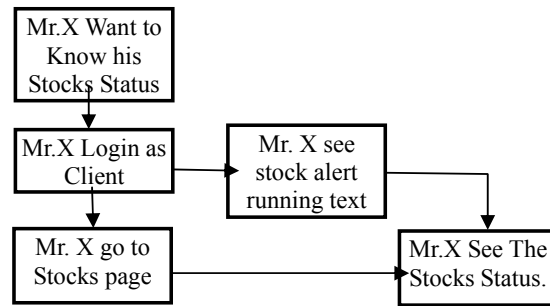 Mr.X Want to
Know his
Stocks Status
Mr.X Login as
Client
Mr. X see
stock alert
running text
Mr. X go to
Stocks page
Mr.X See The
Stocks Status.